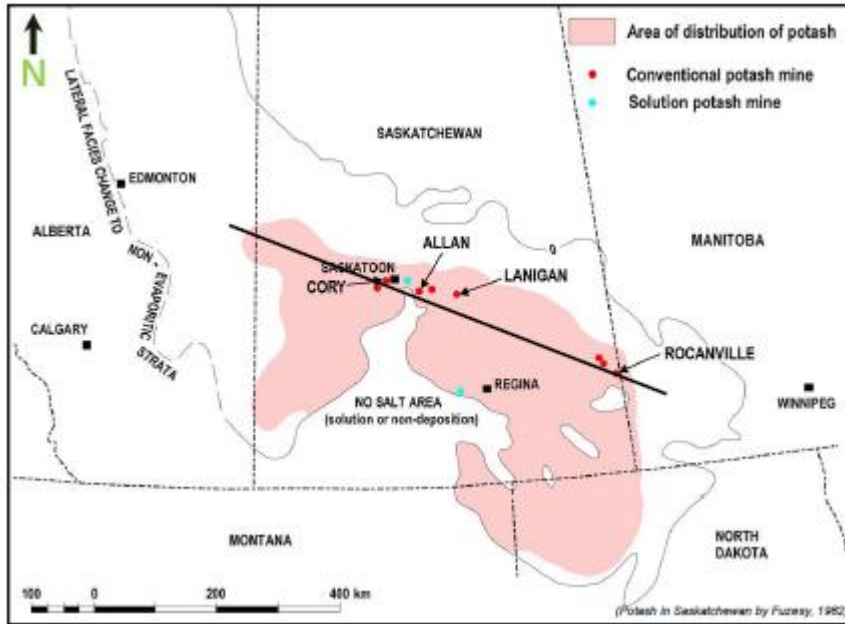 N
Area of distribution of potash
Conventional potash mine
Solution potash mine
LATERAL FACIES CHANGE TO
NON - EVAPORITIC
STRATA
SASKATCHEWAN
EDMONTON
ALBERTA
MANITOBA
ALLAN
SASKATOON
CORY
LANIGAN
CALGARY
ROCANVILLE
REGINA
WINNIPEG
NO SALT AREA
(solution or non-deposition)
MONTANA
NORTH
DAKOTA
100 0 100 200 400 km
(Potash in Saskatchewan by Fuzesy, 1982)